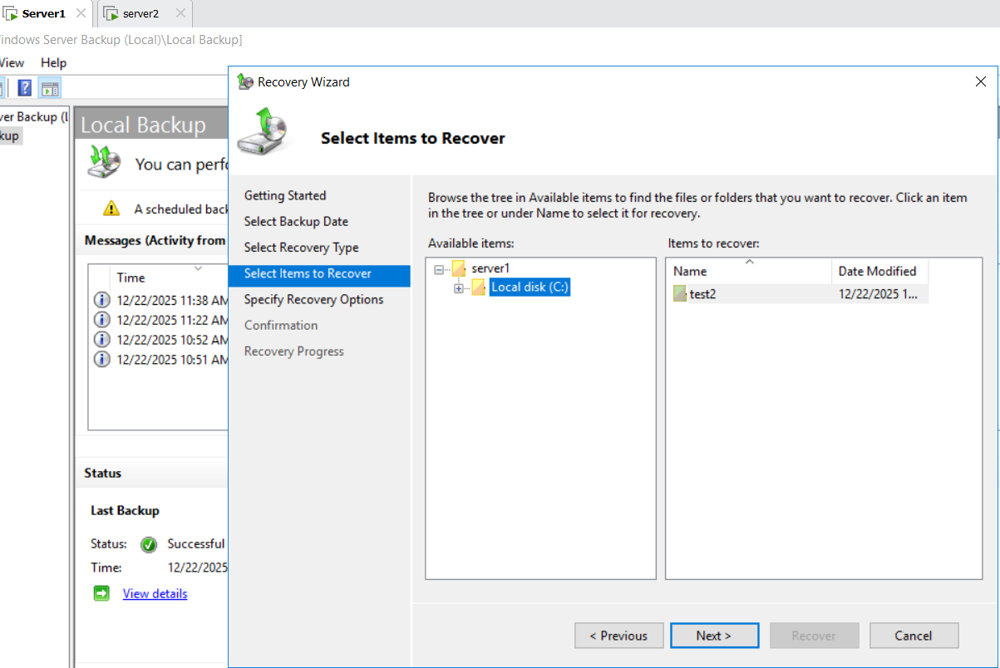 Server1
server2
indows Server Backup (Local)\Local Backup]
View Help
ver Backup (L
kup
Local Backup
You can perfo
A scheduled back
Messages (Activity from
Time
12/22/2025 11:38 AM
12/22/2025 11:22 AM
12/22/2025 10:52 AM
12/22/2025 10:51 AM
Status
Last Backup
Status: Successful
Time: 12/22/2025
View details
Recovery Wizard
Select Items to Recover
Getting Started
Select Backup Date
Select Recovery Type
Select Items to Recover
Specify Recovery Options
Confirmation
Recovery Progress
Browse the tree in Available items to find the files or folders that you want to recover. Click an item
in the tree or under Name to select it for recovery.
Available items:
server1
Local disk (C:)
Items to recover:
Name Date Modified
test2 12/22/2025 1...
< Previous Next > Recover Cancel